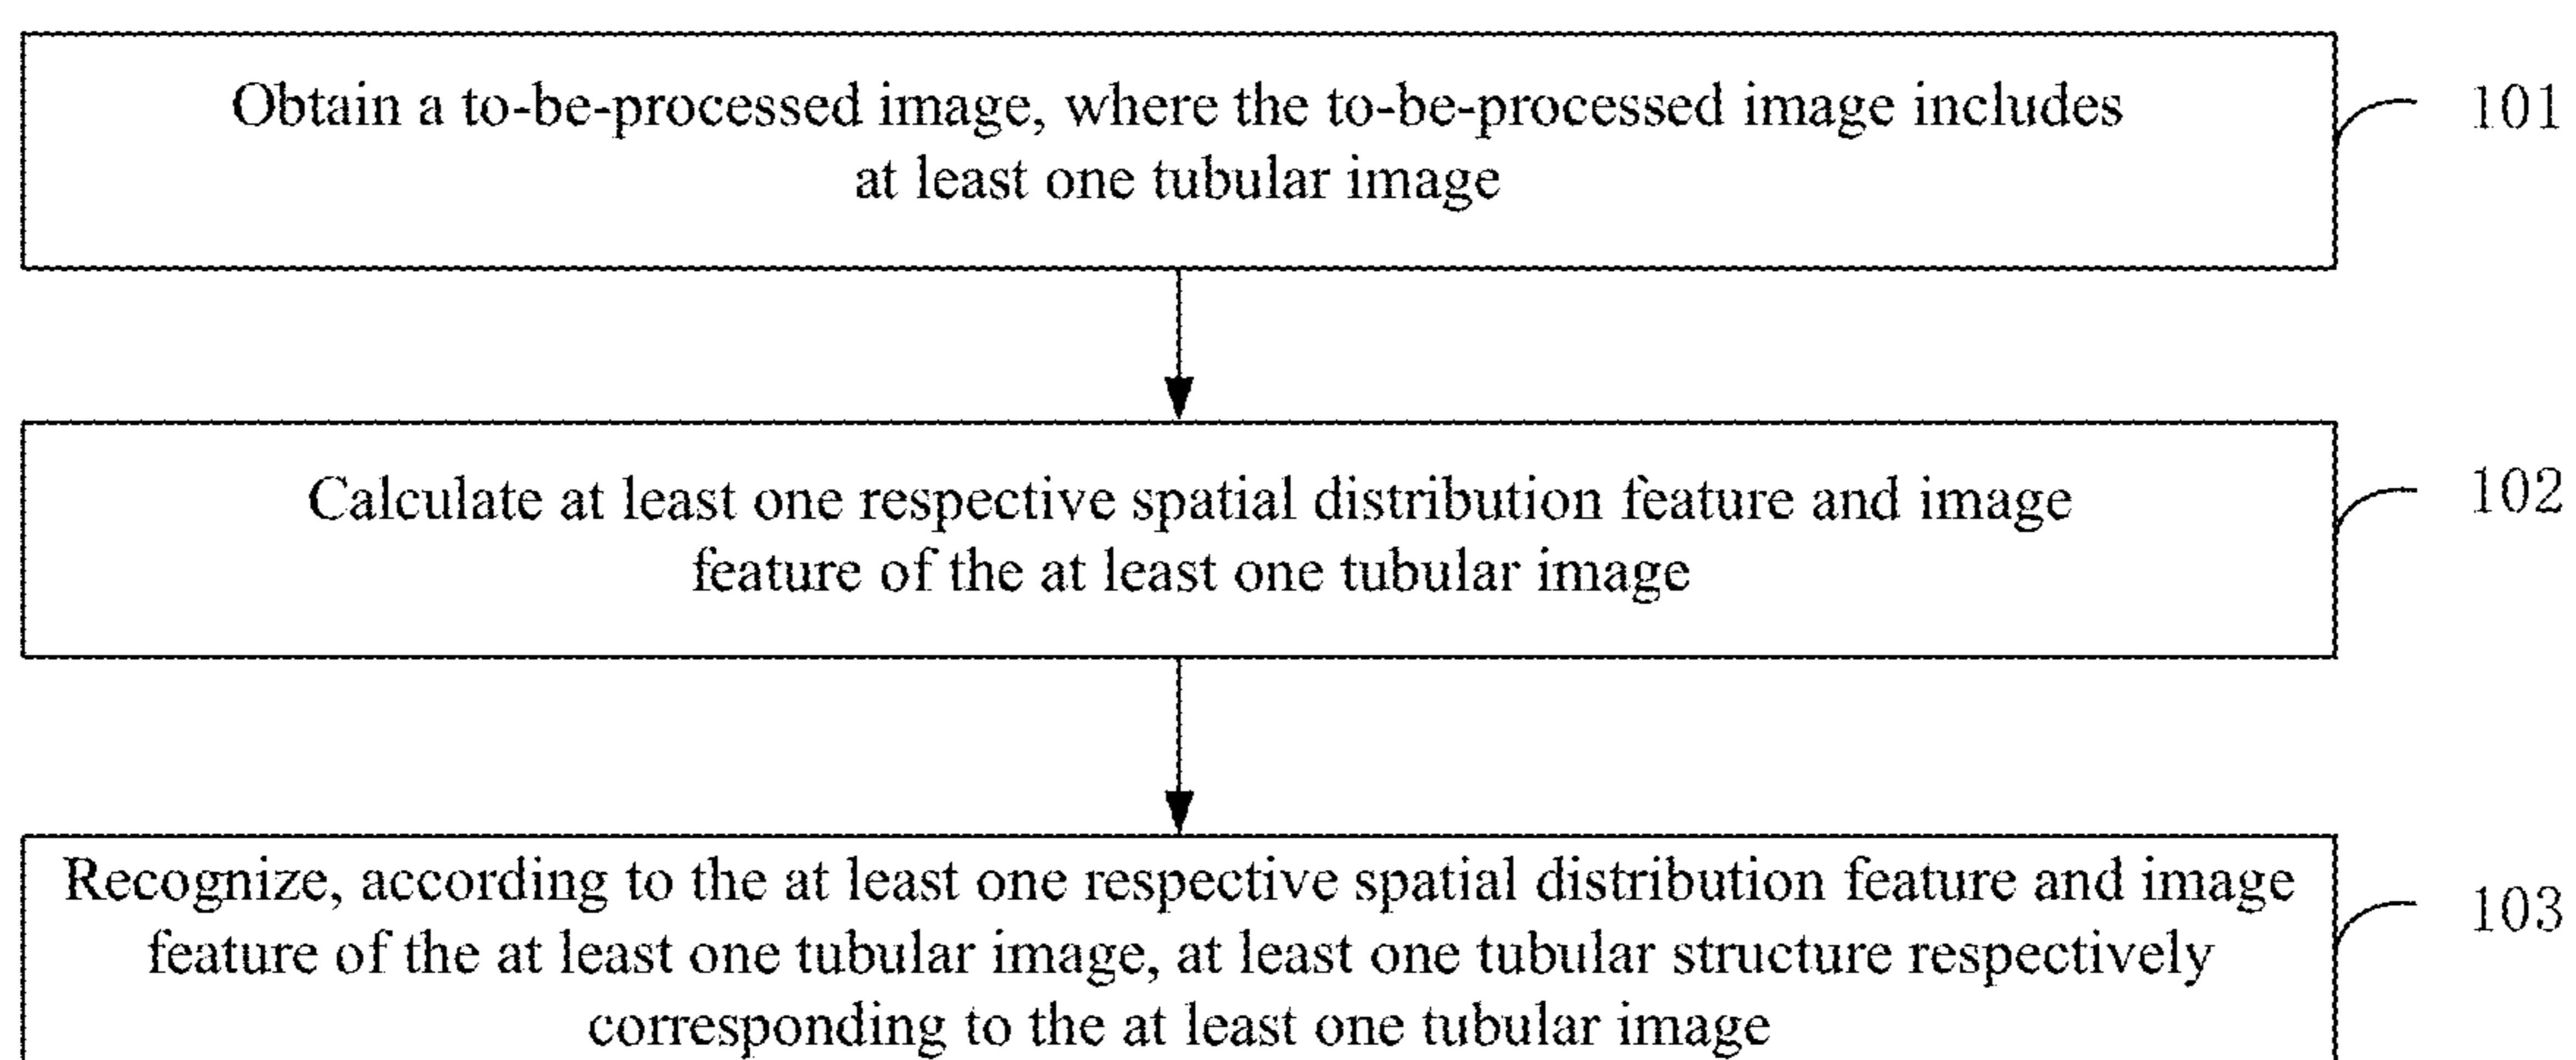 Obtain a to-be-processed image, where the to-be-processed image includes
at least one tubular image
101
Calculate at least one respective spatial distribution feature and image
feature of the at least one tubular image
102
Recognize, according to the at least one respective spatial distribution feature and image
feature of the at least one tubular image, at least one tubular structure respectively
corresponding to the at least one tubular image
103